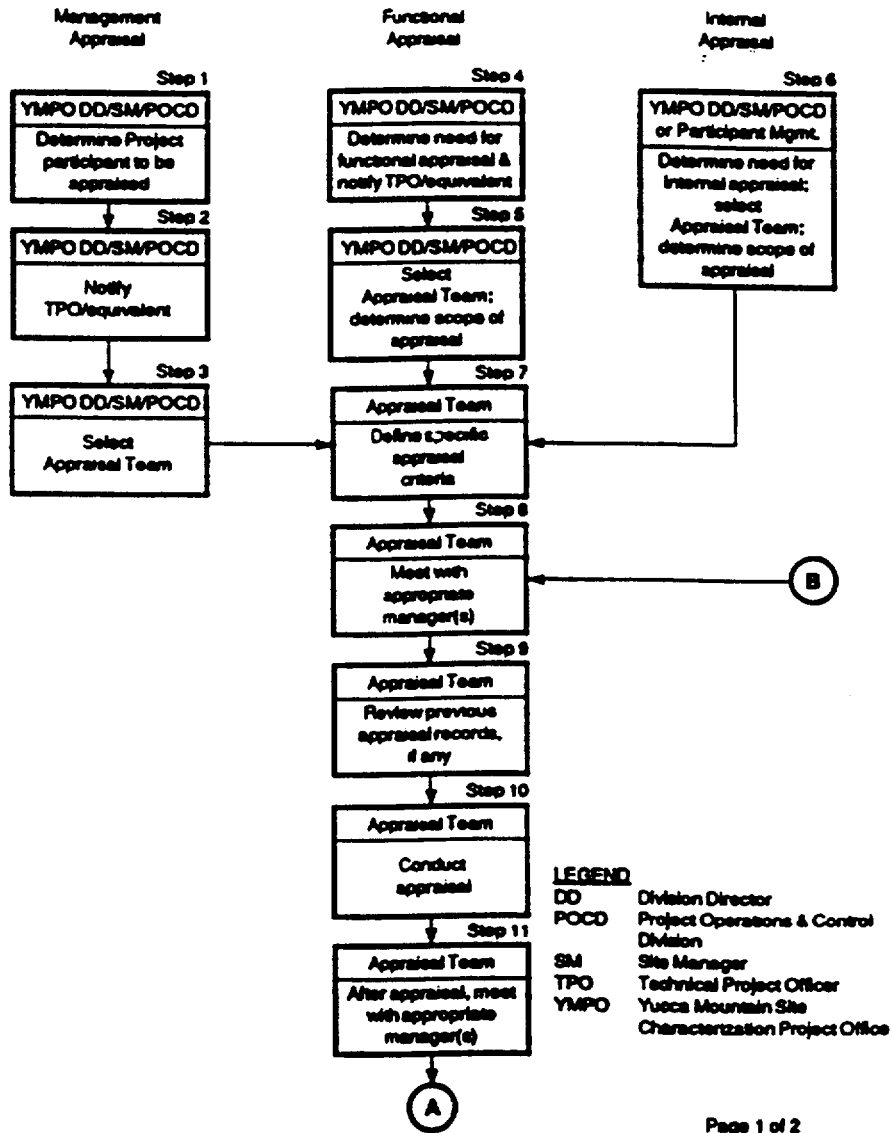 Management
Appraisal
Functional
Appraisal
Internal
Appraisal
Step 1
YMPO DD/SM/POCD
Determine Project
participant to be
appraised
Step 2
YMPO DD/SM/POCD
Notify
TPO/equivalent
Step 3
YMPO DD/SM/POCD
Select
Appraisal Team
Step 4
YMPO DD/SM/POCD
Determine need for
functional appraisal &
notify TPO/equivalent
Step 5
YMPO DD/SM/POCD
Select
Appraisal Team;
determine scope of
appraisal
Step 6
YMPO DD/SM/POCD
or Participant Mgmt.
Determine need for
Internal appraisal;
select
Appraisal Team;
determine scope of
appraisal
Step 7
Appraisal Team
Define specific
appraisal
criteria
Step 8
Appraisal Team
Meet with
appropriate
manager(s)
B
Step 9
Appraisal Team
Review previous
appraisal records,
if any
Step 10
Appraisal Team
Conduct
appraisal
Step 11
Appraisal Team
After appraisal, meet
with appropriate
manager(s)
A
LEGEND
DD Division Director
POCD Project Operations & Control
Division
SM Site Manager
TPO Technical Project Officer
YMPO Yucca Mountain Site
Characterization Project Office
Page 1 of 2